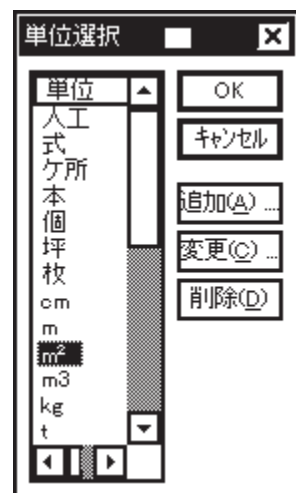 単位選択
単位
人工
式
ケ所
本
個
坪
枚
cm
m
m²
m3
kg
t
OK
キャンセル
追加(A) ...
変更(C) ...
削除(D)